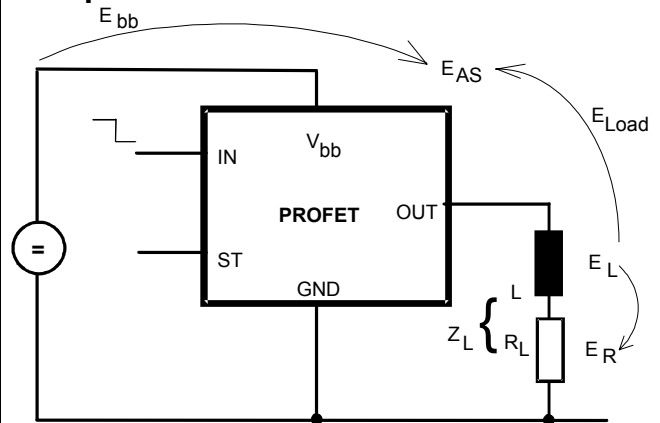 E bb
E AS
E Load
V bb
IN
PROFET
OUT
ST
GND
=
L
E L
Z L { R L
E R